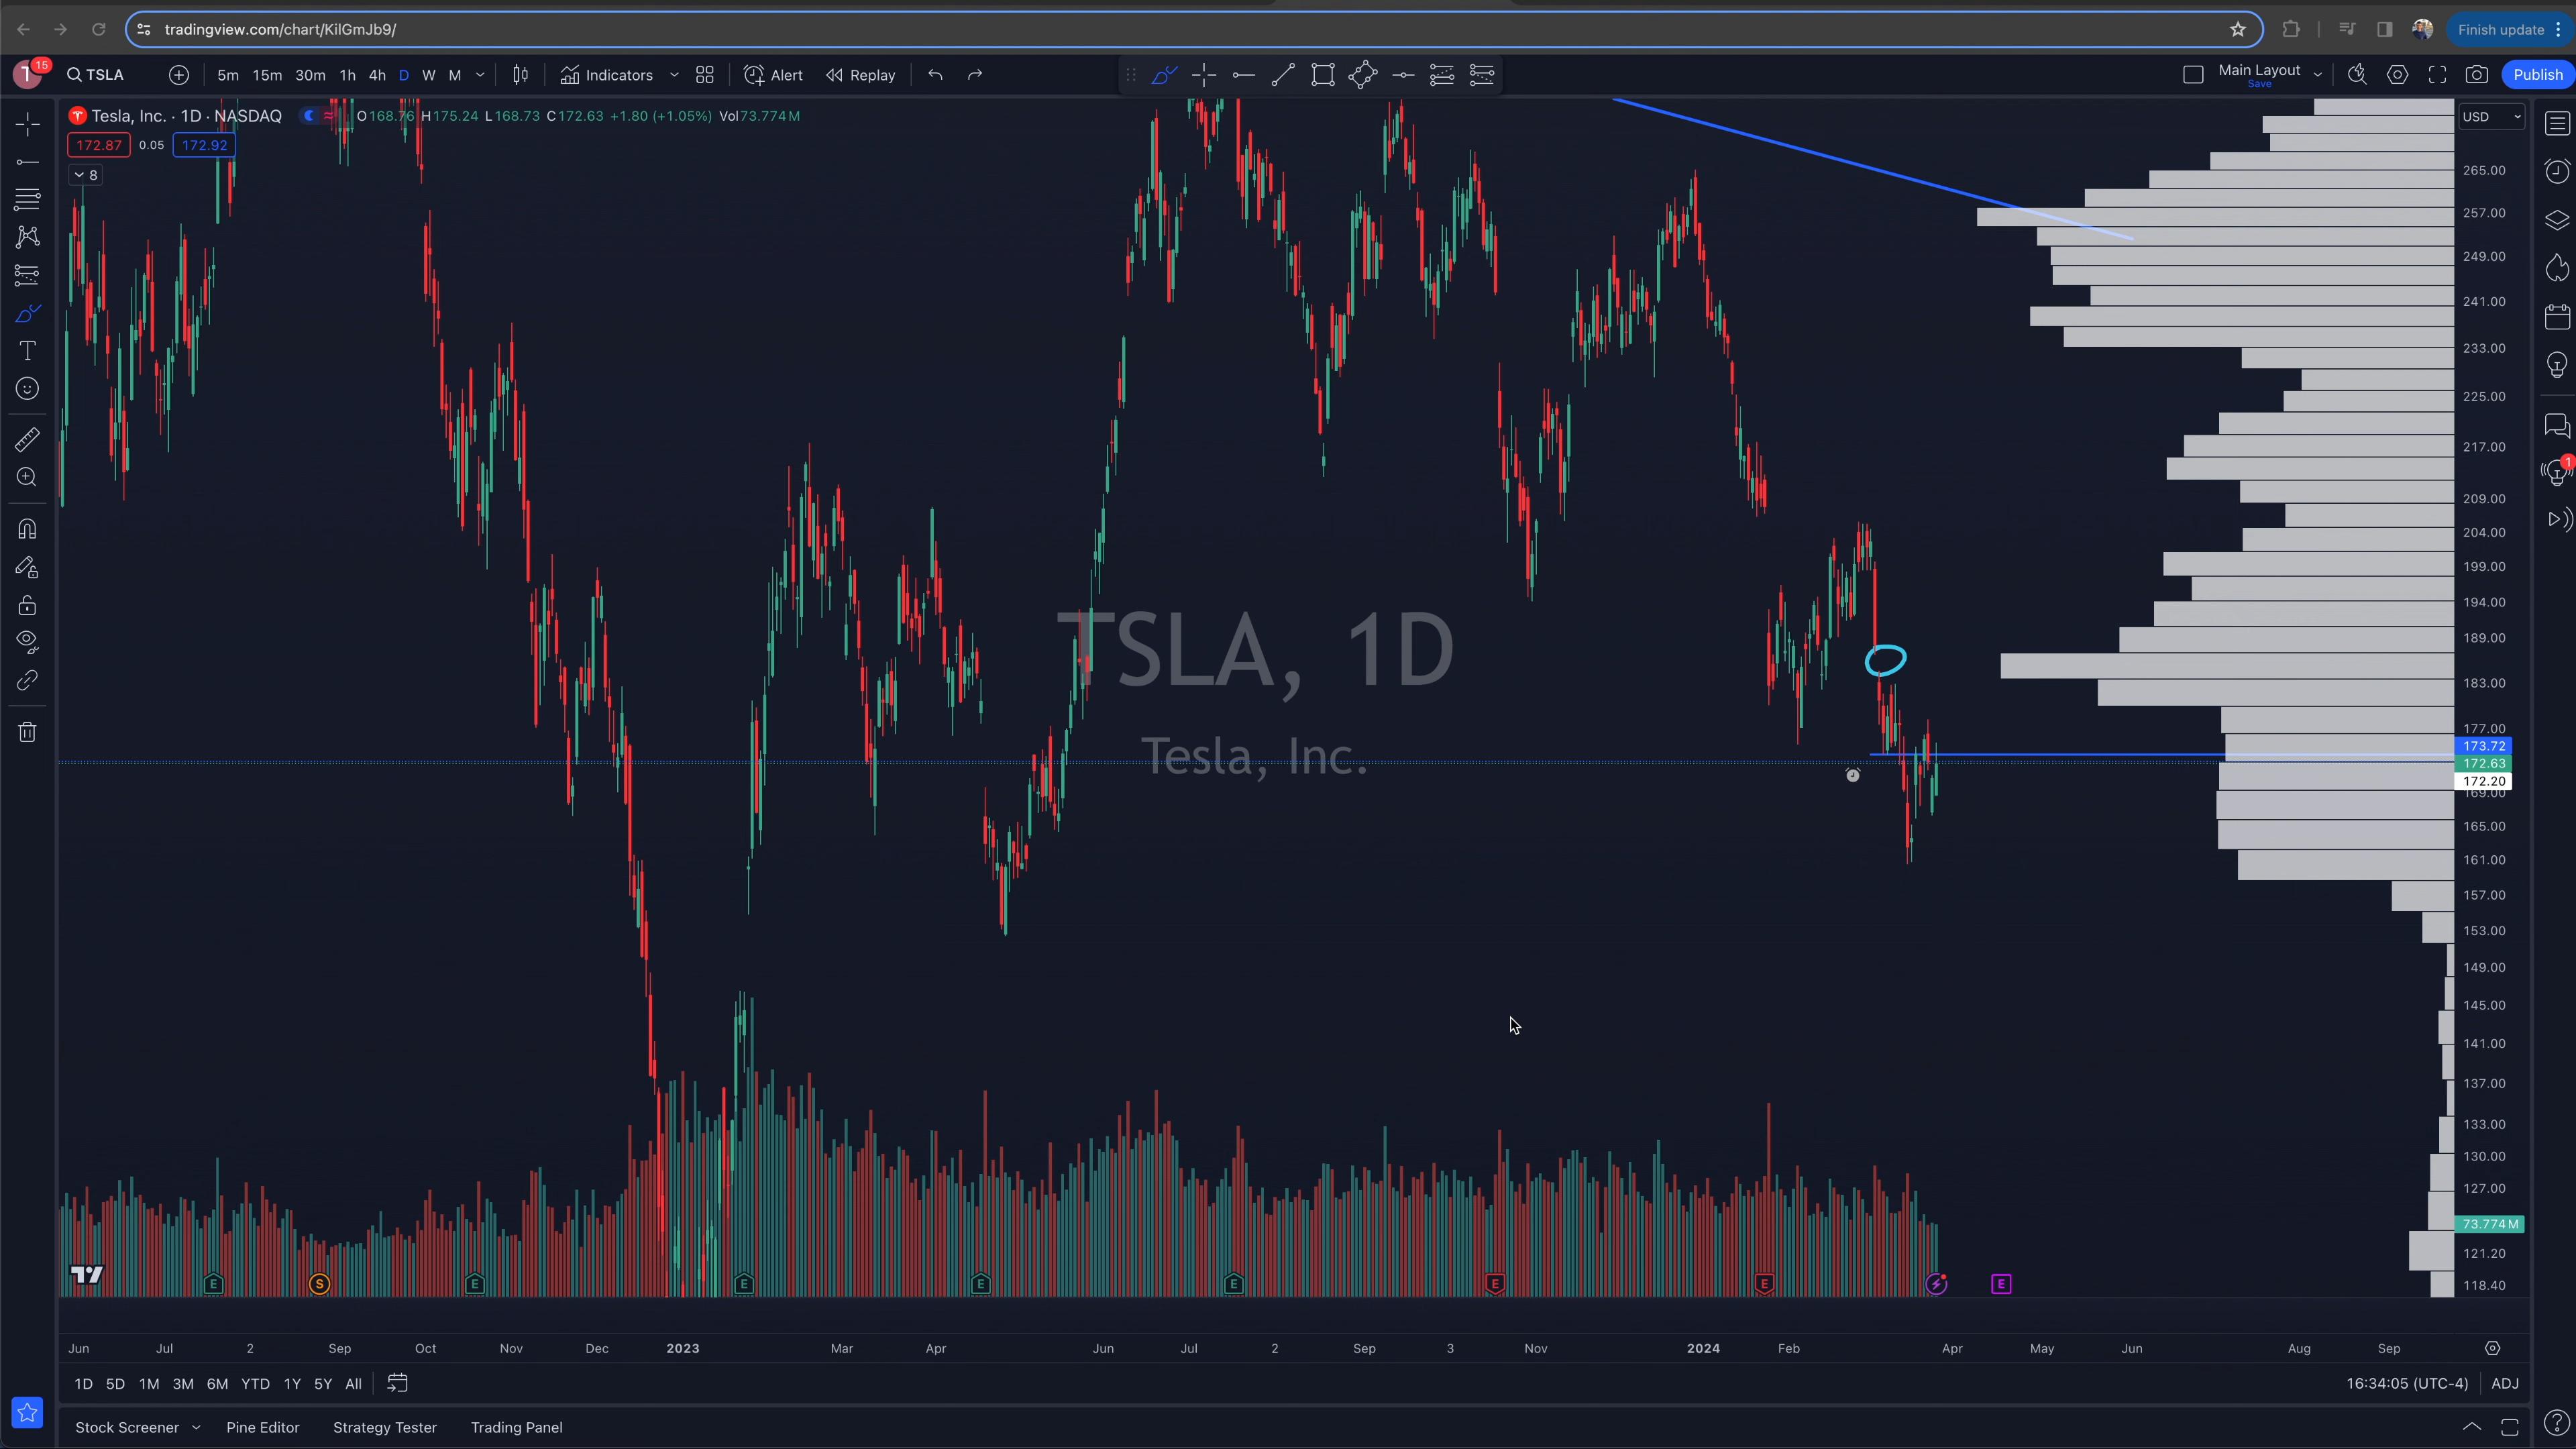 tradingview.com/chart/KilGmJb9/
Finish update
15
TSLA
5m 15m 30m 1h 4h D W M
Indicators
Alert
Replay
Main Layout
Save
Publish
Tesla, Inc. · 1D · NASDAQ
O168.76 H175.24 L168.73 C172.63 +1.80 (+1.05%) Vol73.774M
172.87 0.05 172.92
8
USD
265.00
257.00
249.00
241.00
233.00
225.00
217.00
209.00
204.00
199.00
194.00
189.00
183.00
177.00
173.72
172.63
172.20
169.00
165.00
161.00
157.00
153.00
149.00
145.00
141.00
137.00
133.00
130.00
127.00
73.774M
121.20
118.40
1
TSLA, 1D
Tesla, Inc.
E S E E E E E E E
Jun Jul 2 Sep Oct Nov Dec 2023 Mar Apr Jun Jul 2 Sep 3 Nov 2024 Feb Apr May Jun Aug Sep
1D 5D 1M 3M 6M YTD 1Y 5Y All
16:34:05 (UTC-4) ADJ
Stock Screener Pine Editor Strategy Tester Trading Panel